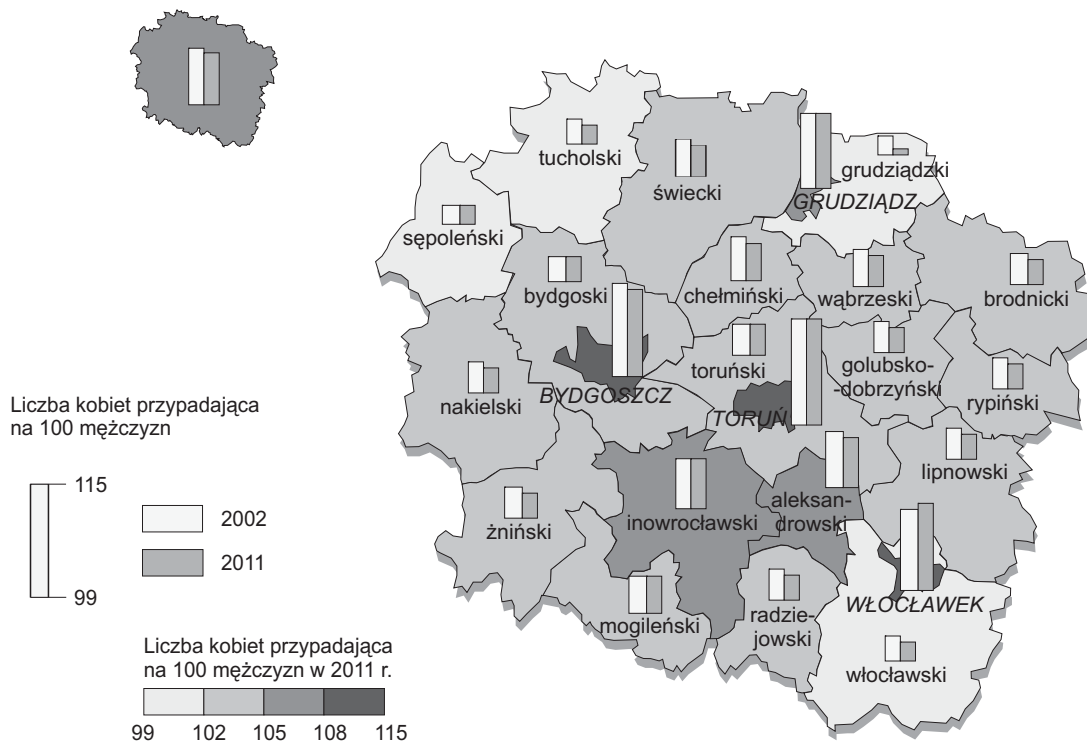 tucholski
świecki
grudziądzki
GRUDZIĄDZ
sępoleński
bydgoski
chełmiński
wąbrzeski
brodnicki
nakielski
BYDGOSZCZ
toruński
TORUŃ
golubsko-
-dobrzyński
rypiński
lipnowski
żniński
inowrocławski
aleksan-
drowski
mogileński
radzie-
jowski
WŁOCŁAWEK
włocławski
Liczba kobiet przypadająca
na 100 mężczyzn
115
99
2002
2011
Liczba kobiet przypadająca
na 100 mężczyzn w 2011 r.
99 102 105 108 115